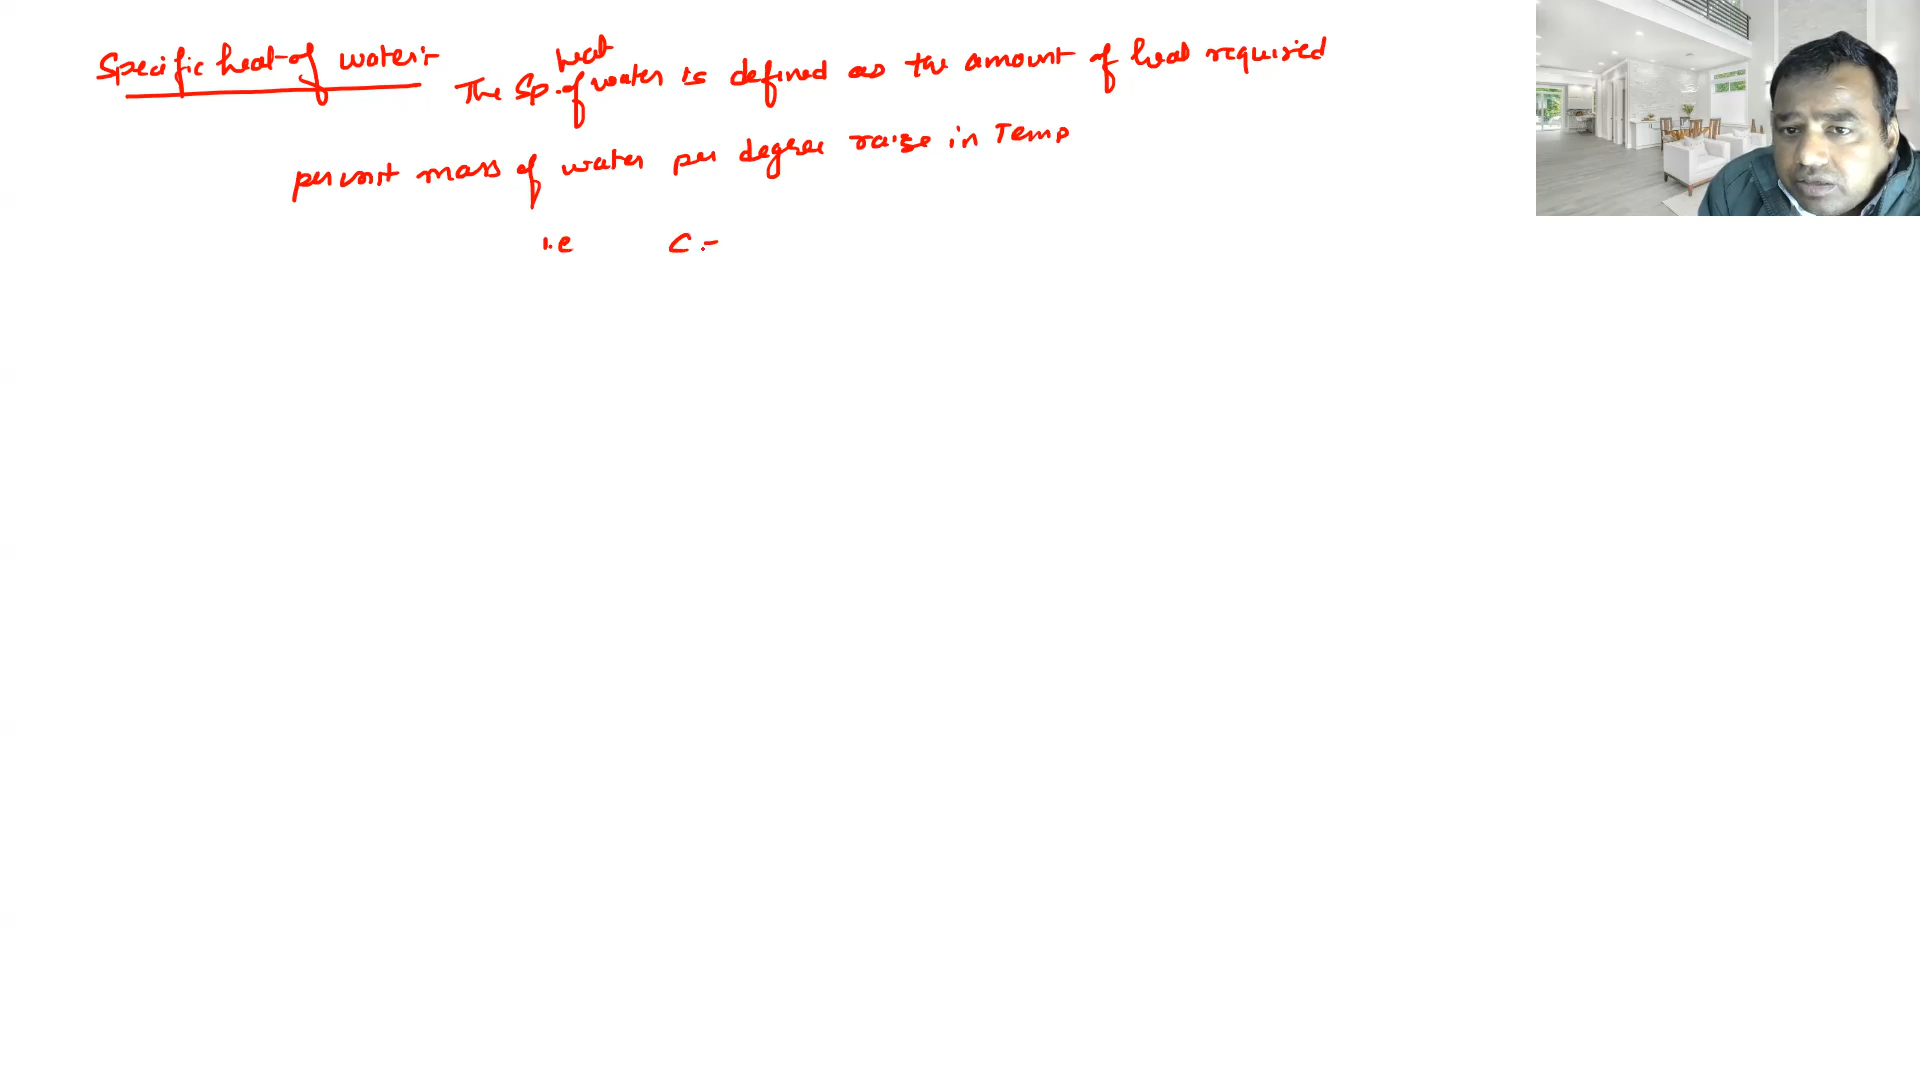 Specific heat of water:- The Sp. heat of water is defined as the amount of heat required
per unit mass of water per degree raise in Temp
i.e C =